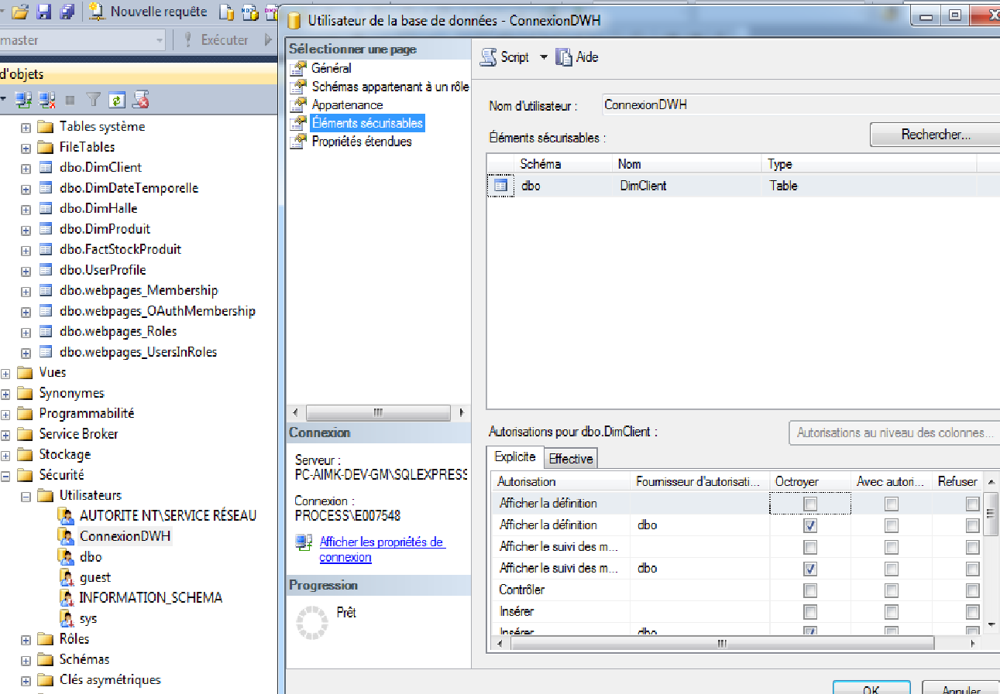 Nouvelle requête
master
Exécuter
d'objets
Tables système
FileTables
dbo.DimClient
dbo.DimDateTemporelle
dbo.DimHalle
dbo.DimProduit
dbo.FactStockProduit
dbo.UserProfile
dbo.webpages_Membership
dbo.webpages_OAuthMembership
dbo.webpages_Roles
dbo.webpages_UsersInRoles
Vues
Synonymes
Programmabilité
Service Broker
Stockage
Sécurité
Utilisateurs
AUTORITE NT\SERVICE RÉSEAU
ConnexionDWH
dbo
guest
INFORMATION_SCHEMA
sys
Rôles
Schémas
Clés asymétriques
Utilisateur de la base de données - ConnexionDWH
Sélectionner une page
Général
Schémas appartenant à un rôle
Appartenance
Éléments sécurisables
Propriétés étendues
Connexion
Serveur :
PC-AIMK-DEV-GM\SQLEXPRESS
Connexion :
PROCESS\E007548
Afficher les propriétés de
connexion
Progression
Prêt
Script Aide
Nom d'utilisateur : ConnexionDWH
Éléments sécurisables : Rechercher...
Schéma Nom Type
dbo DimClient Table
Autorisations pour dbo.DimClient : Autorisations au niveau des colonnes...
Explicite Effective
Autorisation Fournisseur d'autorisati... Octroyer Avec autori... Refuser
Afficher la définition
Afficher la définition dbo
Afficher le suivi des m...
Afficher le suivi des m... dbo
Contrôler
Insérer
Insérer dbo
OK Annuler